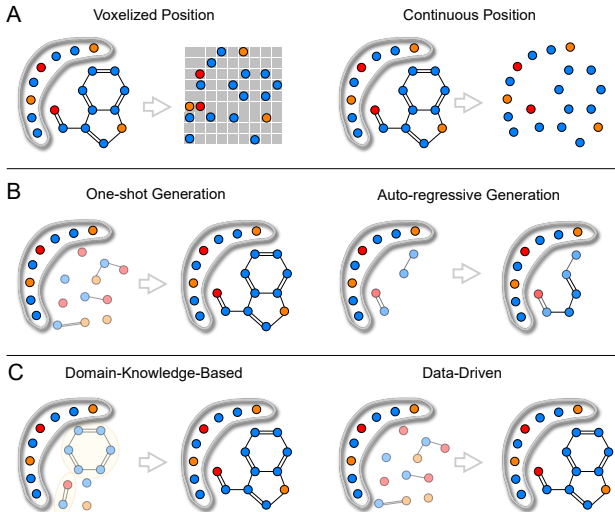 A
Voxelized Position
Continuous Position
B
One-shot Generation
Auto-regressive Generation
C
Domain-Knowledge-Based
Data-Driven